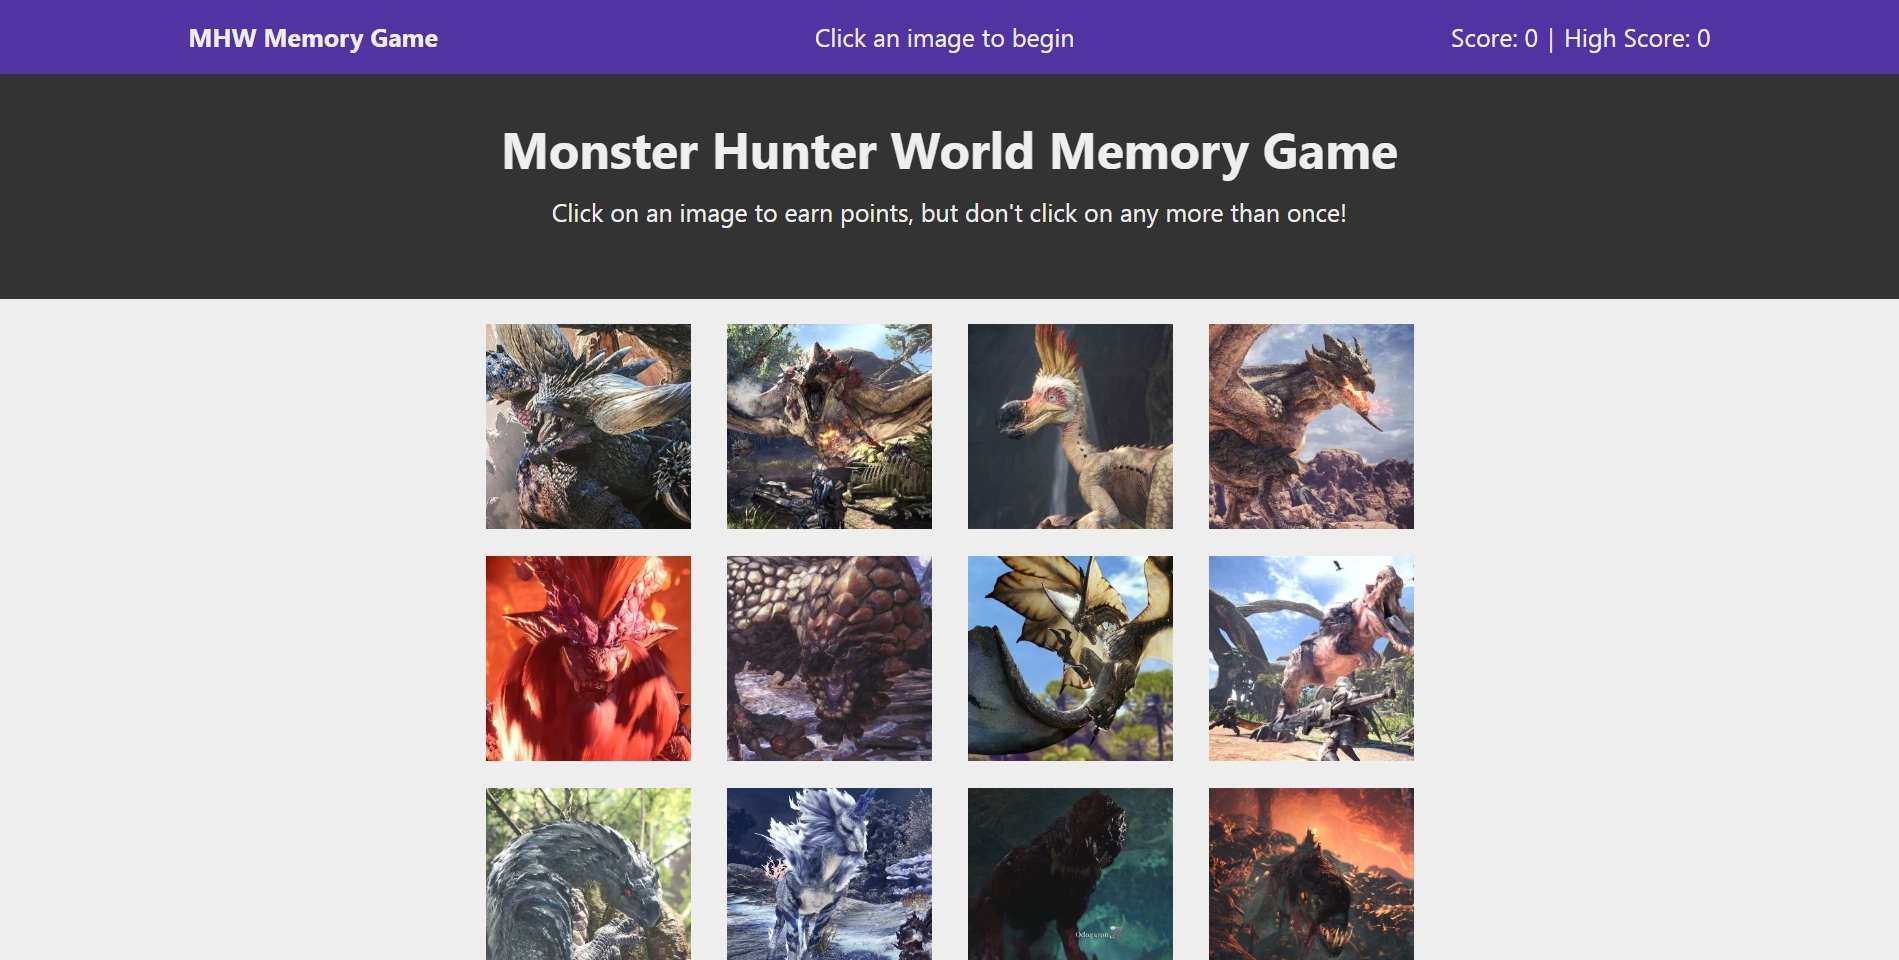 MHW Memory Game
Click an image to begin
Score: 0 | High Score: 0
Monster Hunter World Memory Game
Click on an image to earn points, but don't click on any more than once!
Odogaron